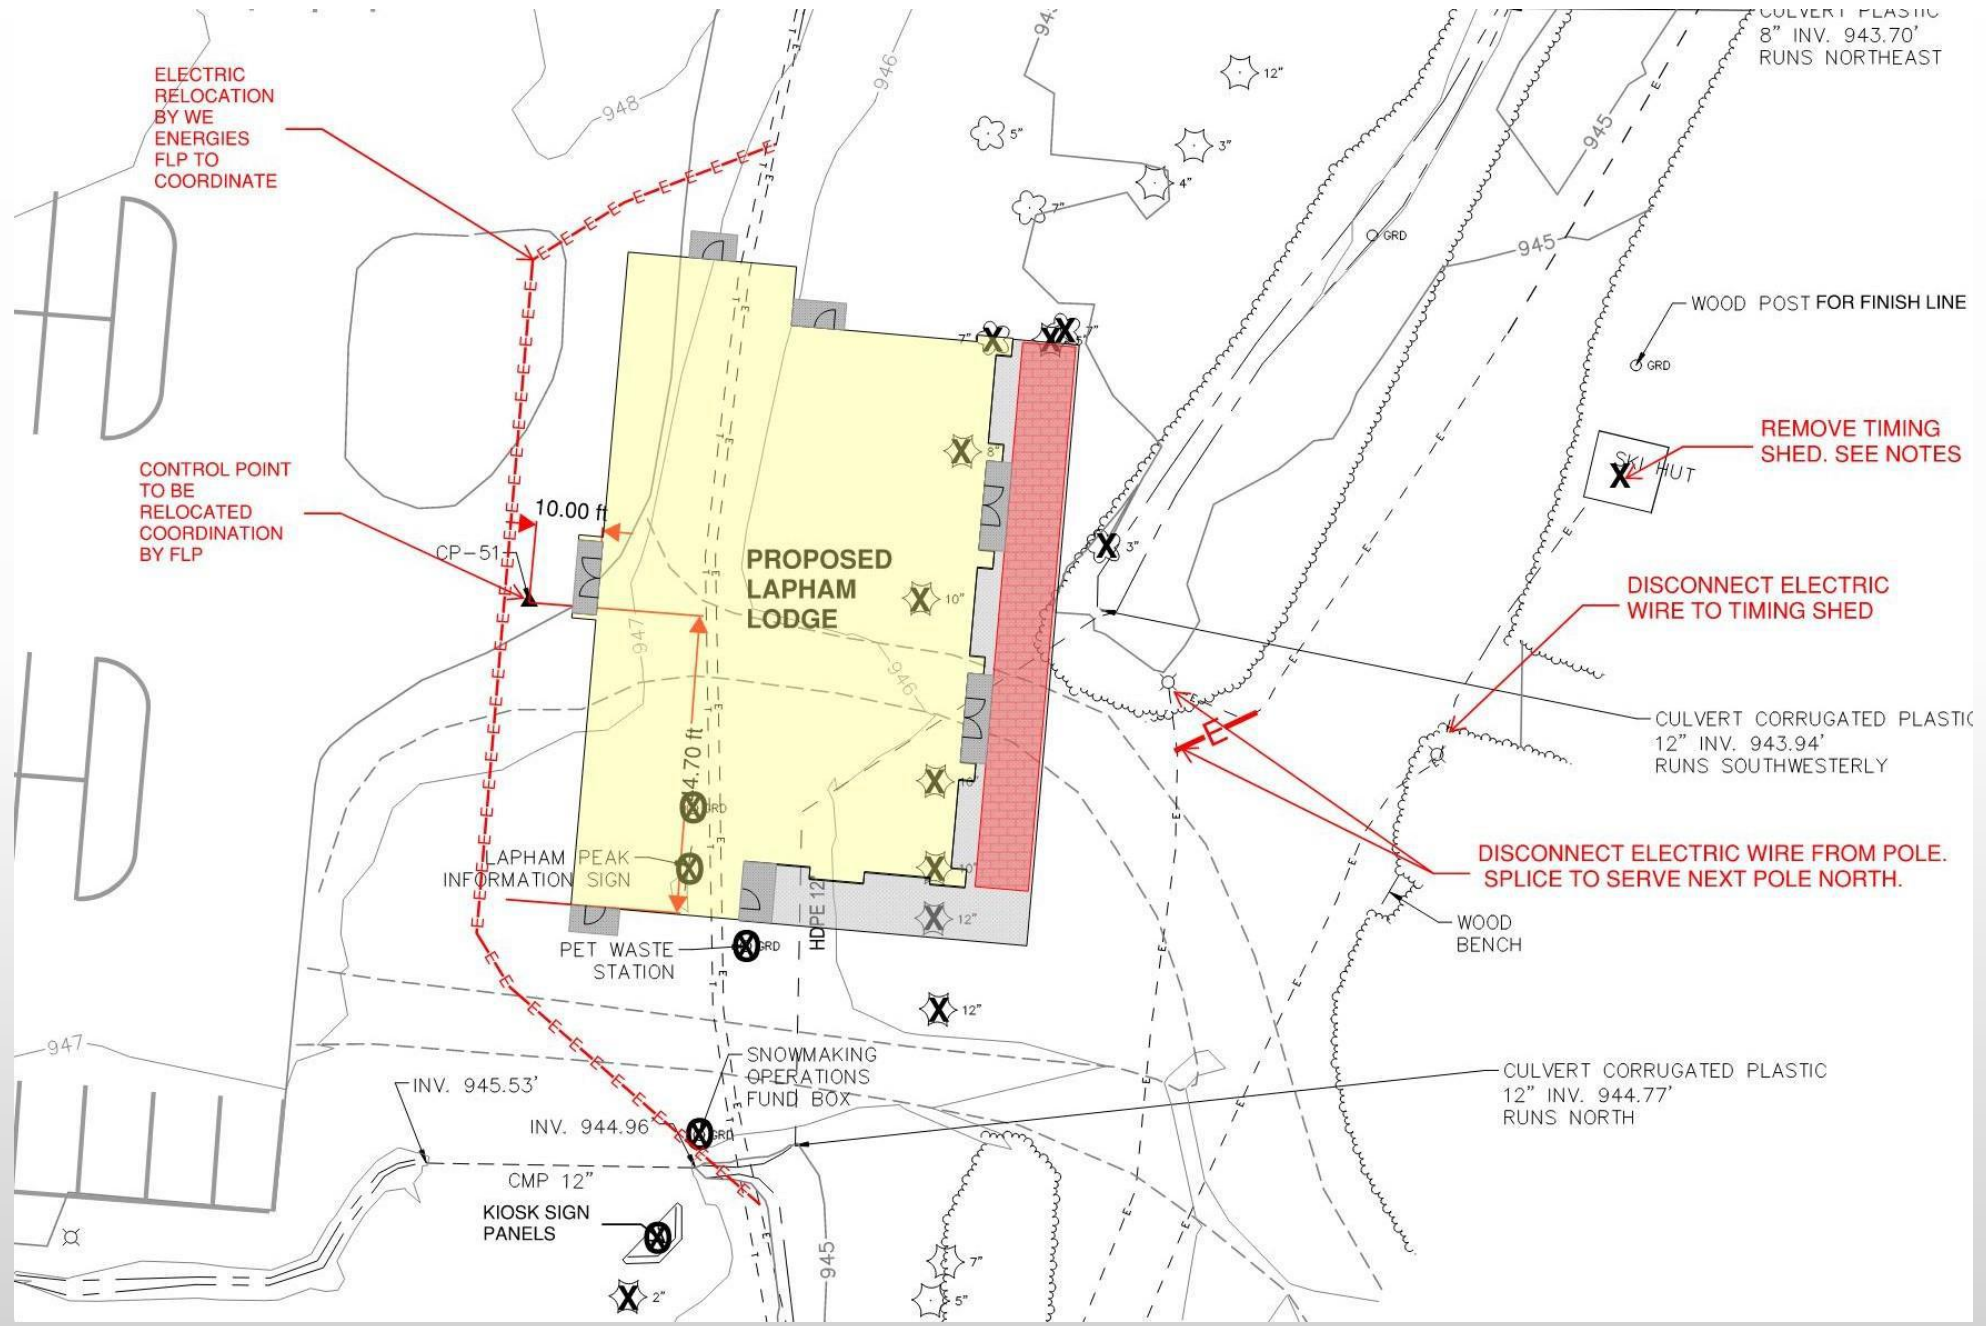 CULVERT PLASTIC
8" INV. 943.70'
RUNS NORTHEAST
ELECTRIC
RELOCATION
BY WE
ENERGIES
FLP TO
COORDINATE
948
946
945
12"
5"
3"
4"
7"
GRD
945
WOOD POST FOR FINISH LINE
GRD
7"
7"
REMOVE TIMING
SHED. SEE NOTES
SKI HUT
8"
CONTROL POINT
TO BE
RELOCATED
COORDINATION
BY FLP
10.00 ft
CP-51
3"
PROPOSED
LAPHAM
LODGE
10"
947
946
DISCONNECT ELECTRIC
WIRE TO TIMING SHED
CULVERT CORRUGATED PLASTIC
12" INV. 943.94'
RUNS SOUTHWESTERLY
E
GRD
LAPHAM PEAK
INFORMATION SIGN
10"
DISCONNECT ELECTRIC WIRE FROM POLE.
SPLICE TO SERVE NEXT POLE NORTH.
HDPE 12"
12"
WOOD
BENCH
PET WASTE
STATION
GRD
12"
947
SNOWMAKING
OPERATIONS
FUND BOX
INV. 945.53'
INV. 944.96'
GRD
CULVERT CORRUGATED PLASTIC
12" INV. 944.77'
RUNS NORTH
CMP 12"
KIOSK SIGN
PANELS
945
7"
2"
5"